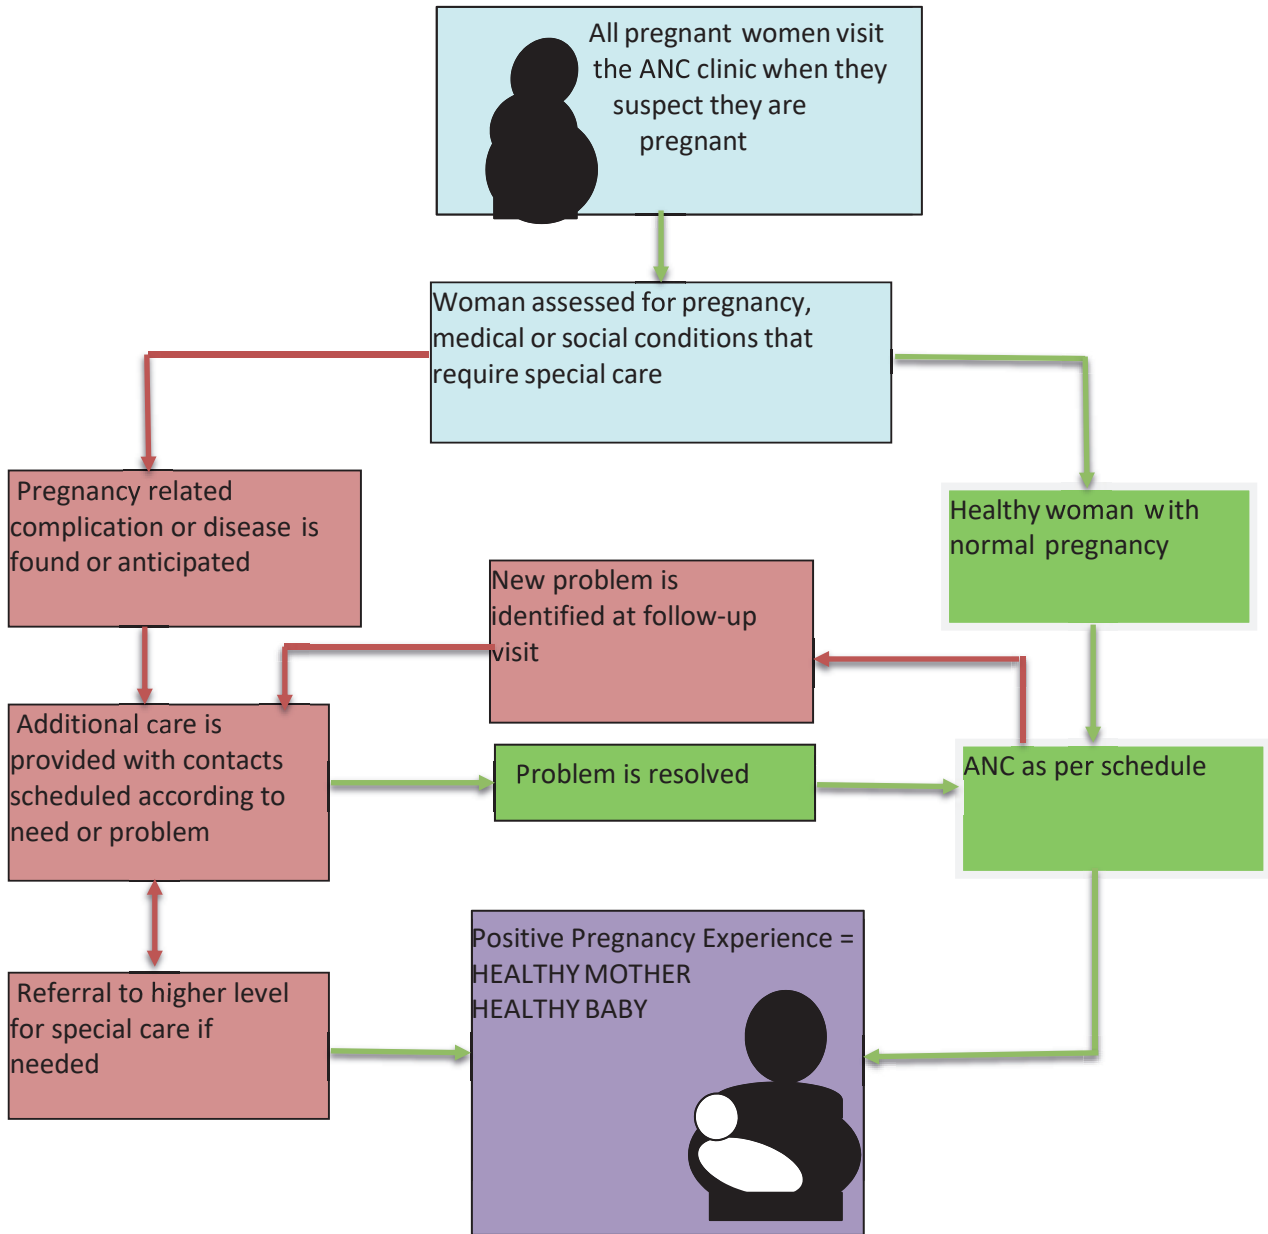 All pregnant women visit
the ANC clinic when they
suspect they are
pregnant
Woman assessed for pregnancy,
medical or social conditions that
require special care
Pregnancy related
complication or disease is
found or anticipated
Healthy woman with
normal pregnancy
New problem is
identified at follow-up
visit
Additional care is
provided with contacts
scheduled according to
need or problem
Problem is resolved
ANC as per schedule
Positive Pregnancy Experience =
HEALTHY MOTHER
HEALTHY BABY
Referral to higher level
for special care if
needed